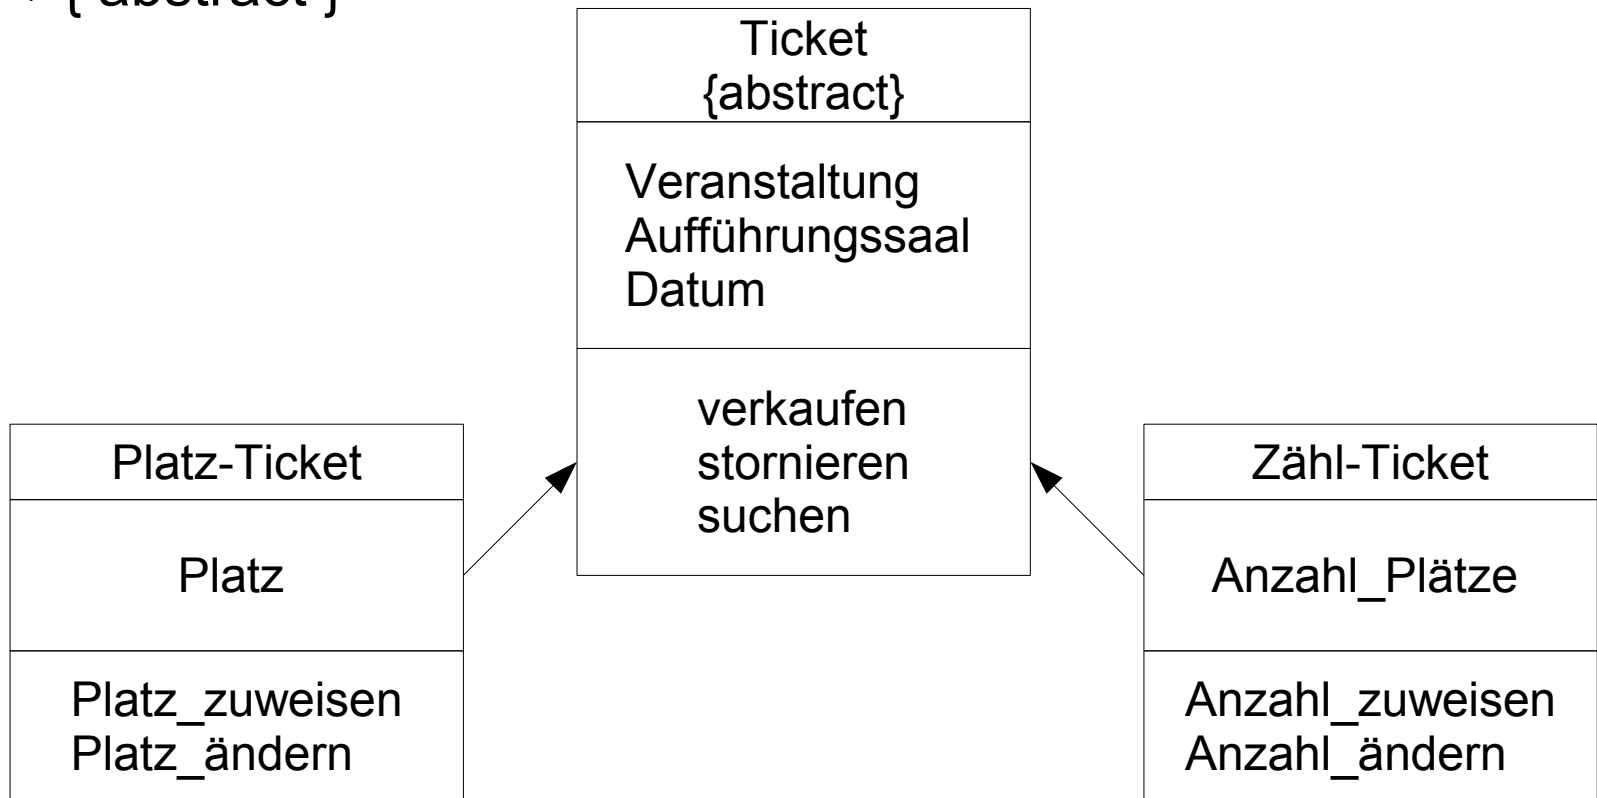 { abstract }
Ticket
{abstract}
Veranstaltung
Aufführungssaal
Datum
verkaufen
stornieren
suchen
Platz-Ticket
Platz
Platz_zuweisen
Platz_ändern
Zähl-Ticket
Anzahl_Plätze
Anzahl_zuweisen
Anzahl_ändern